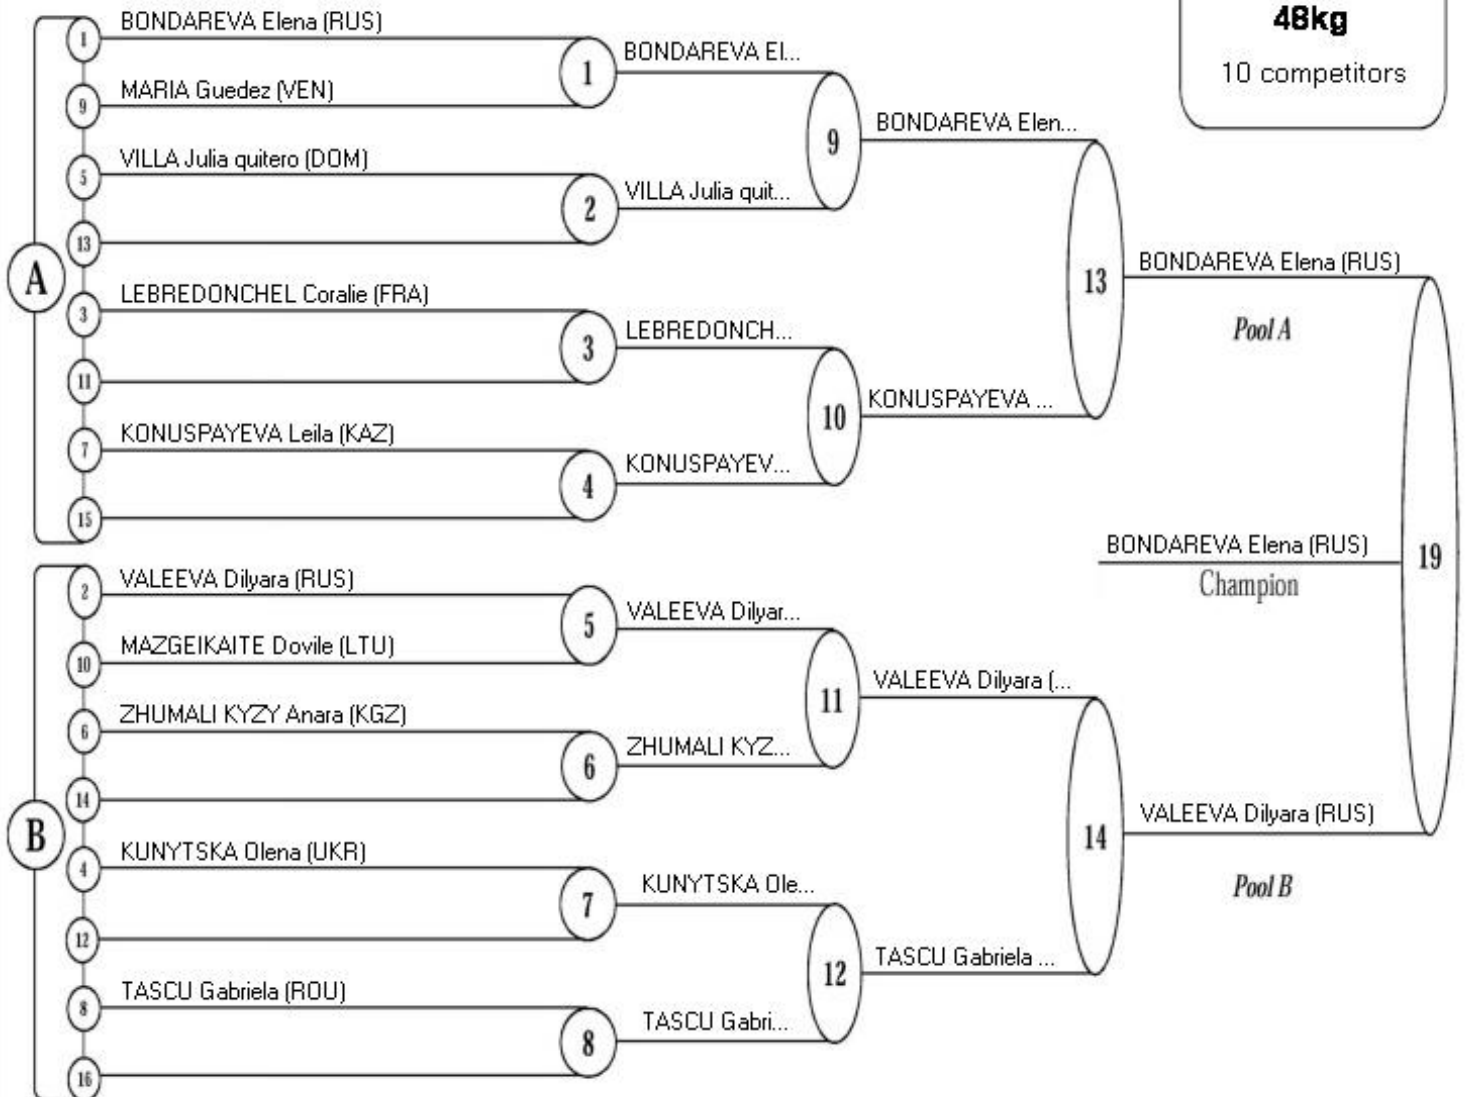 48kg
10 competitors
BONDAREVA Elena (RUS)
1
9
MARIA Guedez (VEN)
1
BONDAREVA El...
VILLA Julia quitero (DOM)
5
13
2
VILLA Julia quit...
9
BONDAREVA Elen...
A
LEBREDONCHEL Coralie (FRA)
3
11
3
LEBREDONCH...
KONUSPAYEVA Leila (KAZ)
7
15
4
KONUSPAYEV...
10
KONUSPAYEVA ...
13
BONDAREVA Elena (RUS)
Pool A
BONDAREVA Elena (RUS)
Champion
19
VALEEVA Dilyara (RUS)
2
10
MAZGEIKAITE Dovile (LTU)
5
VALEEVA Dilyar...
ZHUMALI KYZY Anara (KGZ)
6
14
6
ZHUMALI KYZ...
11
VALEEVA Dilyara (...
B
KUNYTSKA Olena (UKR)
4
12
7
KUNYTSKA Ole...
TASCU Gabriela (ROU)
8
16
8
TASCU Gabri...
12
TASCU Gabriela ...
14
VALEEVA Dilyara (RUS)
Pool B